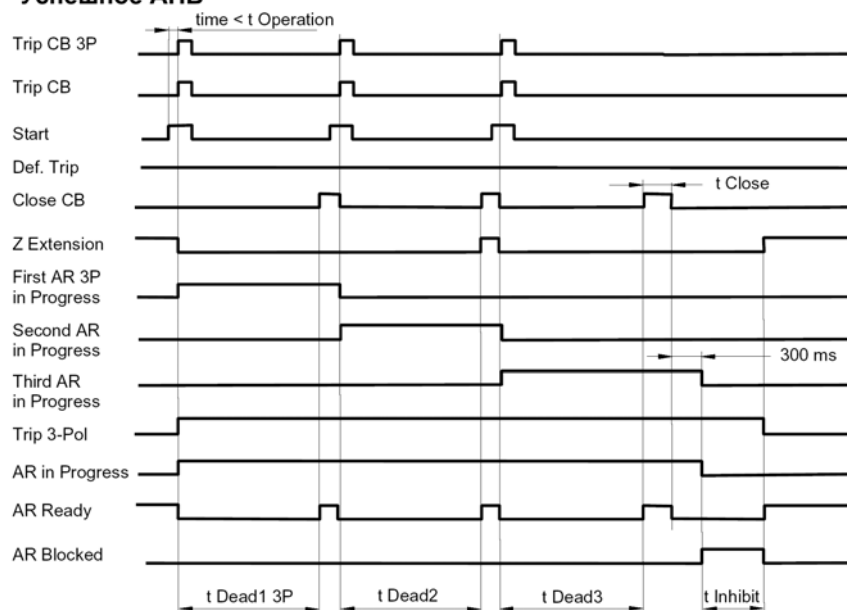 Успешное АПВ
time < t Operation
Trip CB 3P
Trip CB
Start
Def. Trip
Close CB
t Close
Z Extension
First AR 3P
in Progress
Second AR
in Progress
300 ms
Third AR
in Progress
Trip 3-Pol
AR in Progress
AR Ready
AR Blocked
t Dead1 3P
t Dead2
t Dead3
t Inhibit